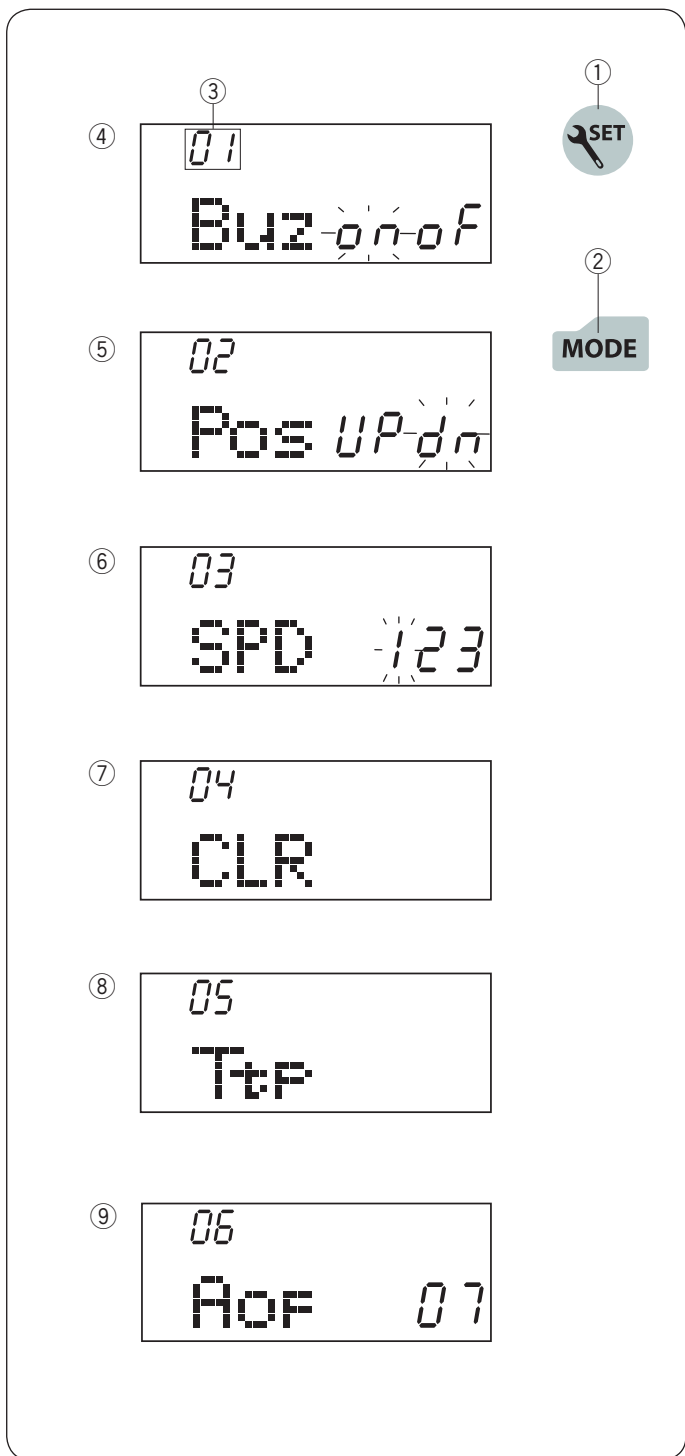 ③
①
④
01
SET
Buz on oF
②
⑤
02
MODE
Pos UP dn
⑥
03
SPD 123
⑦
04
CLR
⑧
05
Ttp
⑨
06
Aof 07